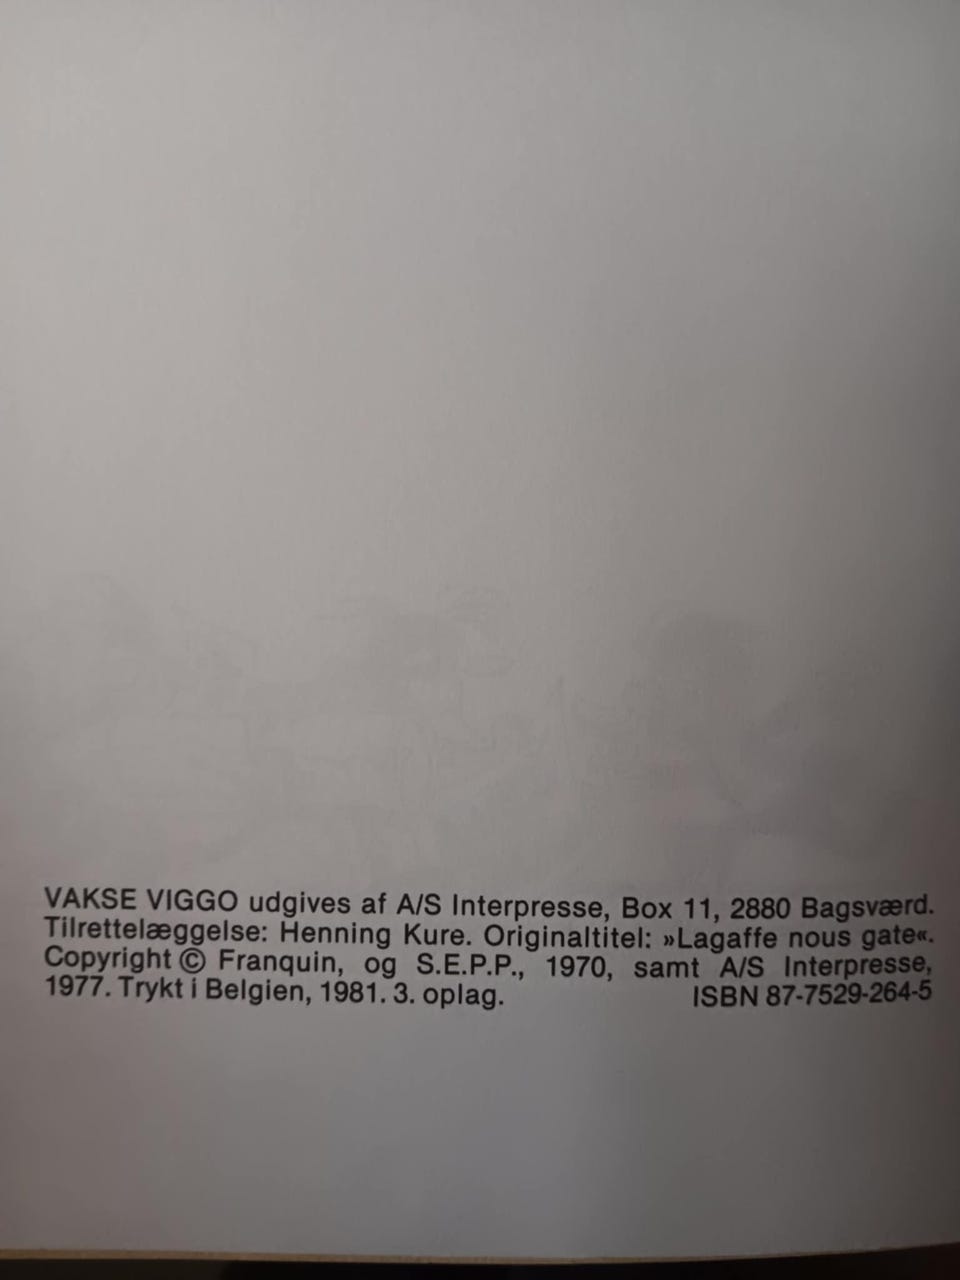 VAKSE VIGGO udgives af A/S Interpresse, Box 11, 2880 Bagsværd.
Tilrettelæggelse: Henning Kure. Originaltitel: »Lagaffe nous gate«.
Copyright © Franquin, og S.E.P.P., 1970, samt A/S Interpresse,
1977. Trykt i Belgien, 1981. 3. oplag. ISBN 87-7529-264-5